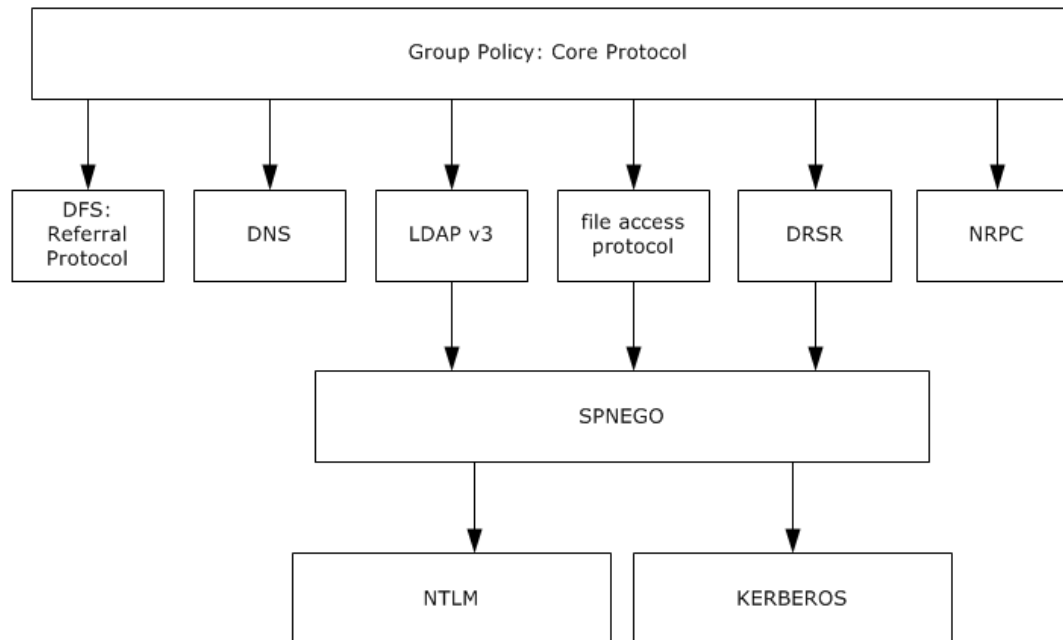 Group Policy: Core Protocol
DFS:
Referral
Protocol
DNS
LDAP v3
file access
protocol
DRSR
NRPC
SPNEGO
NTLM
KERBEROS